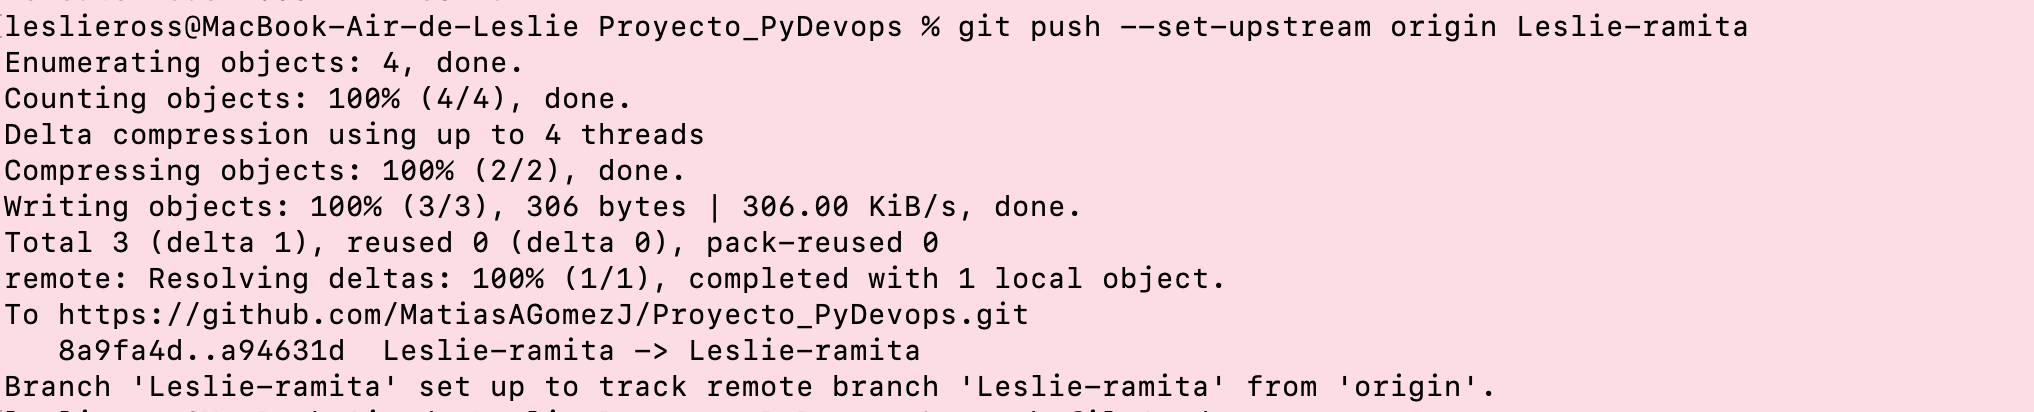 leslieross@MacBook-Air-de-Leslie Proyecto_PyDevops % git push --set-upstream origin Leslie-ramita
Enumerating objects: 4, done.
Counting objects: 100% (4/4), done.
Delta compression using up to 4 threads
Compressing objects: 100% (2/2), done.
Writing objects: 100% (3/3), 306 bytes | 306.00 KiB/s, done.
Total 3 (delta 1), reused 0 (delta 0), pack-reused 0
remote: Resolving deltas: 100% (1/1), completed with 1 local object.
To https://github.com/MatiasAGomezJ/Proyecto_PyDevops.git
   8a9fa4d..a94631d  Leslie-ramita -> Leslie-ramita
Branch 'Leslie-ramita' set up to track remote branch 'Leslie-ramita' from 'origin'.